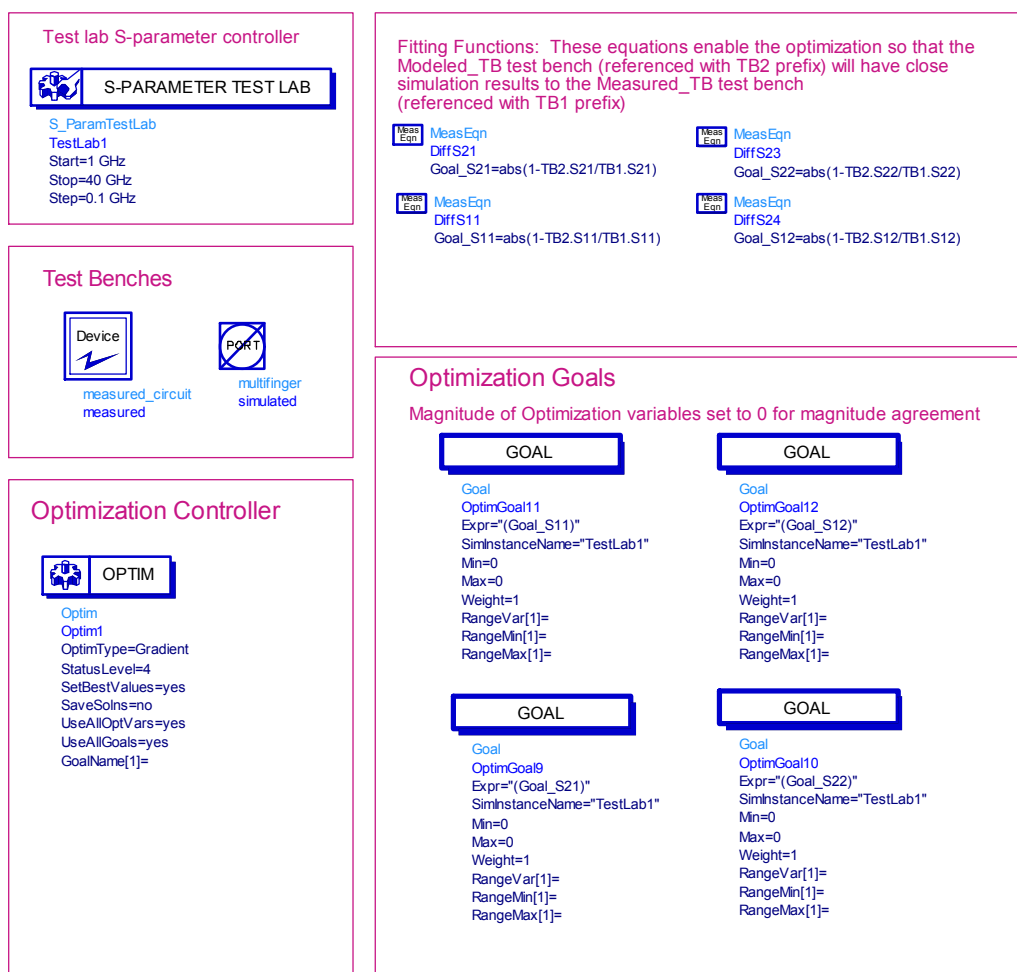 Test lab S-parameter controller
S-PARAMETER TEST LAB
S_ParamTestLab
TestLab1
Start=1 GHz
Stop=40 GHz
Step=0.1 GHz
Test Benches
Device
measured_circuit
measured
PORT
multifinger
simulated
Optimization Controller
OPTIM
Optim
Optim1
OptimType=Gradient
StatusLevel=4
SetBestValues=yes
SaveSolns=no
UseAllOptVars=yes
UseAllGoals=yes
GoalName[1]=
Fitting Functions: These equations enable the optimization so that the
Modeled_TB test bench (referenced with TB2 prefix) will have close
simulation results to the Measured_TB test bench
(referenced with TB1 prefix)
Meas
Eqn
MeasEqn
DiffS21
Goal_S21=abs(1-TB2.S21/TB1.S21)
Meas
Eqn
MeasEqn
DiffS23
Goal_S22=abs(1-TB2.S22/TB1.S22)
Meas
Eqn
MeasEqn
DiffS11
Goal_S11=abs(1-TB2.S11/TB1.S11)
Meas
Eqn
MeasEqn
DiffS24
Goal_S12=abs(1-TB2.S12/TB1.S12)
Optimization Goals
Magnitude of Optimization variables set to 0 for magnitude agreement
GOAL
Goal
OptimGoal11
Expr="(Goal_S11)"
SimInstanceName="TestLab1"
Min=0
Max=0
Weight=1
RangeVar[1]=
RangeMin[1]=
RangeMax[1]=
GOAL
Goal
OptimGoal12
Expr="(Goal_S12)"
SimInstanceName="TestLab1"
Min=0
Max=0
Weight=1
RangeVar[1]=
RangeMin[1]=
RangeMax[1]=
GOAL
Goal
OptimGoal9
Expr="(Goal_S21)"
SimInstanceName="TestLab1"
Min=0
Max=0
Weight=1
RangeVar[1]=
RangeMin[1]=
RangeMax[1]=
GOAL
Goal
OptimGoal10
Expr="(Goal_S22)"
SimInstanceName="TestLab1"
Min=0
Max=0
Weight=1
RangeVar[1]=
RangeMin[1]=
RangeMax[1]=